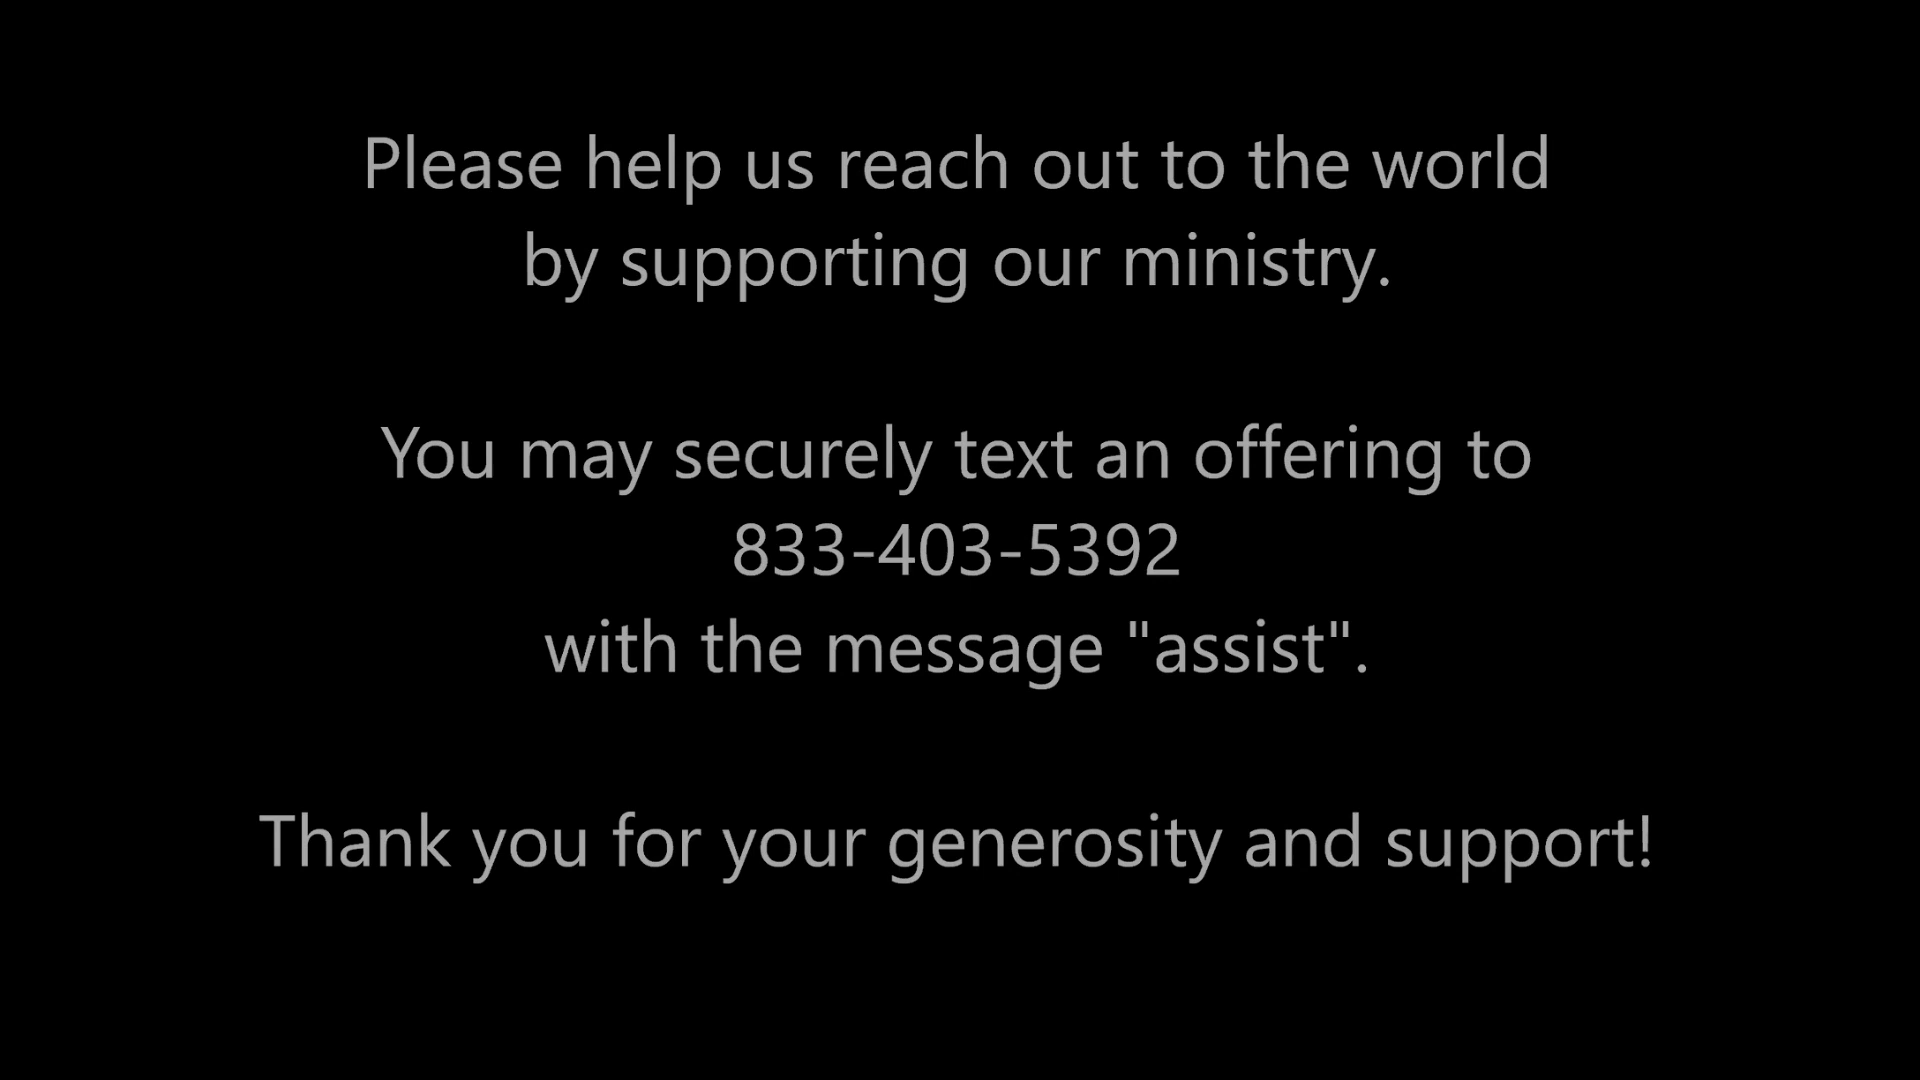 Please help us reach out to the world
by supporting our ministry.
You may securely text an offering to
833-403-5392
with the message "assist".
Thank you for your generosity and support!